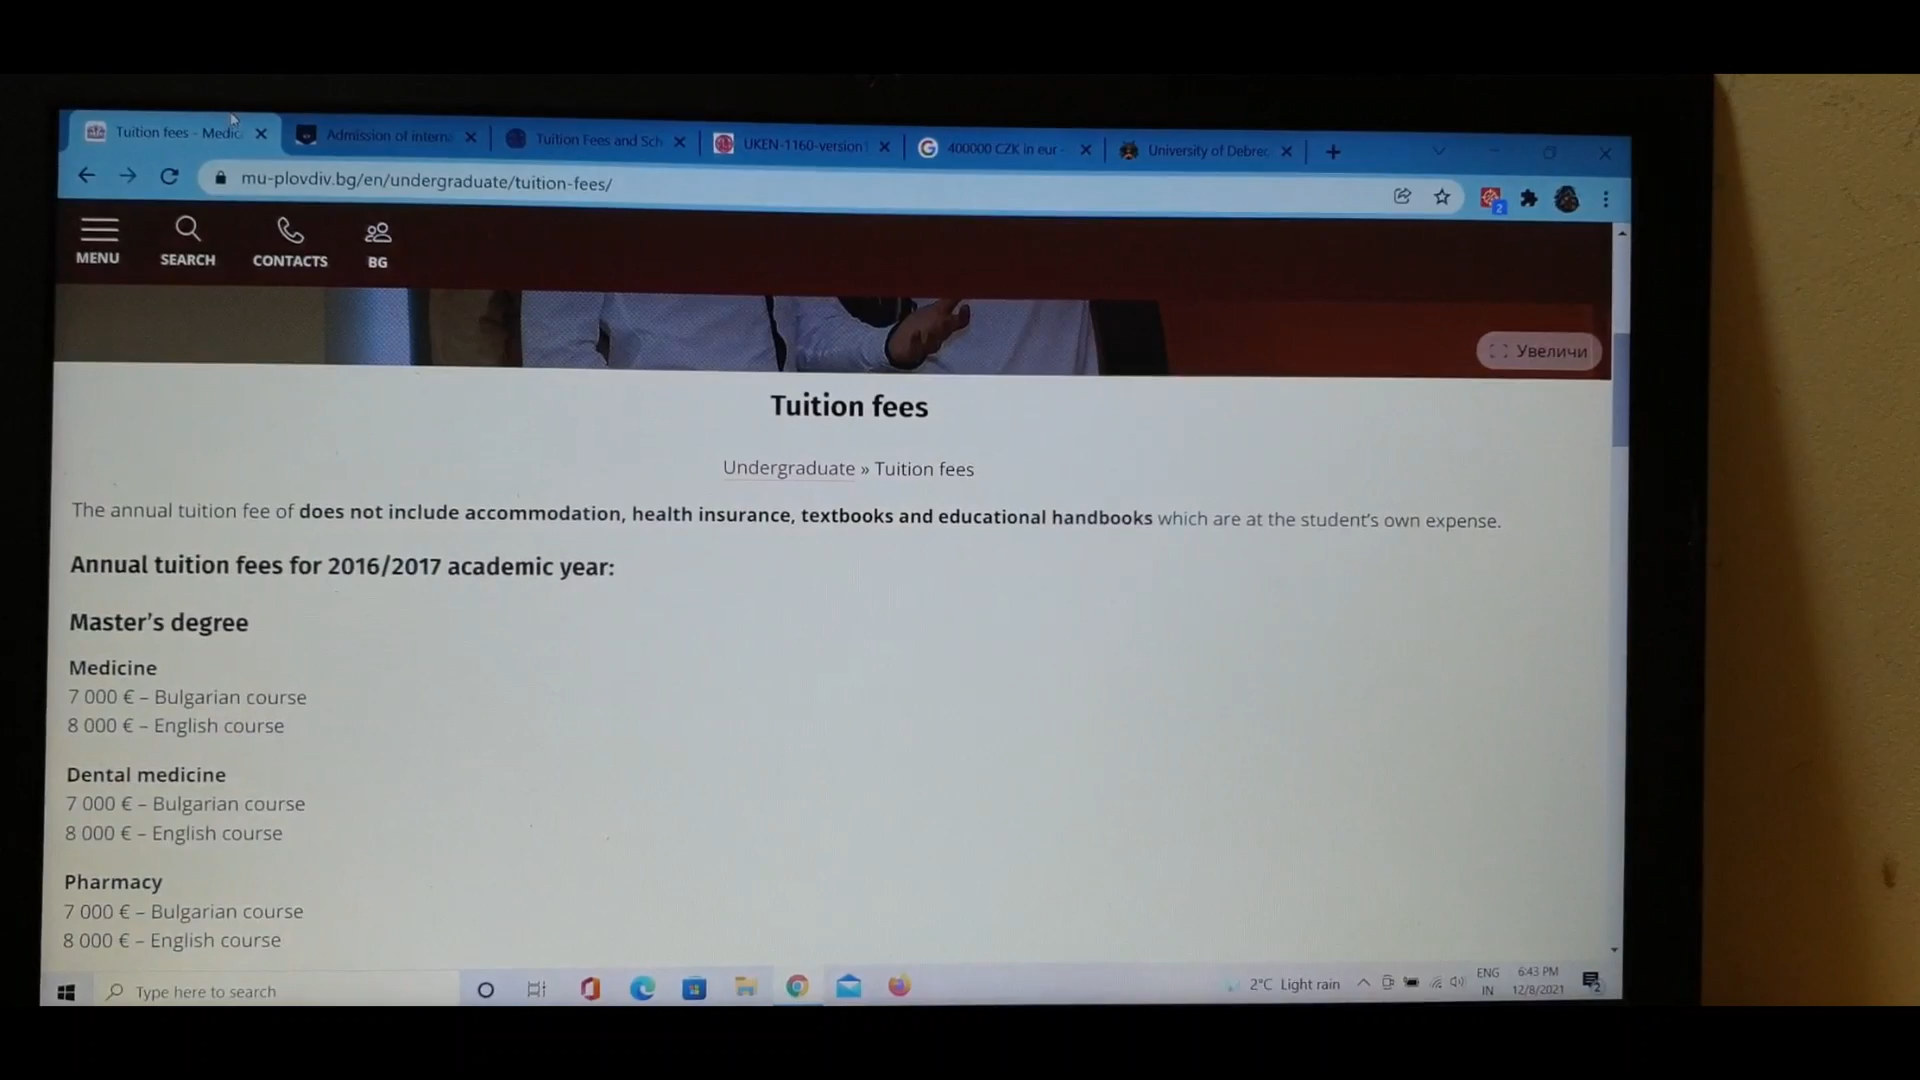 Tuition fees - Medic
Admission of interna
Tuition Fees and Sch
UKEN-1160-version
400000 CZK in eur -
University of Debrec
mu-plovdiv.bg/en/undergraduate/tuition-fees/
2
MENU
SEARCH
CONTACTS
BG
Увеличи
Tuition fees
Undergraduate » Tuition fees
The annual tuition fee of does not include accommodation, health insurance, textbooks and educational handbooks which are at the student's own expense.
Annual tuition fees for 2016/2017 academic year:
Master's degree
Medicine
7 000 € – Bulgarian course
8 000 € – English course
Dental medicine
7 000 € – Bulgarian course
8 000 € – English course
Pharmacy
7 000 € – Bulgarian course
8 000 € – English course
Type here to search
2°C Light rain
ENG
IN
6:43 PM
12/8/2021
2